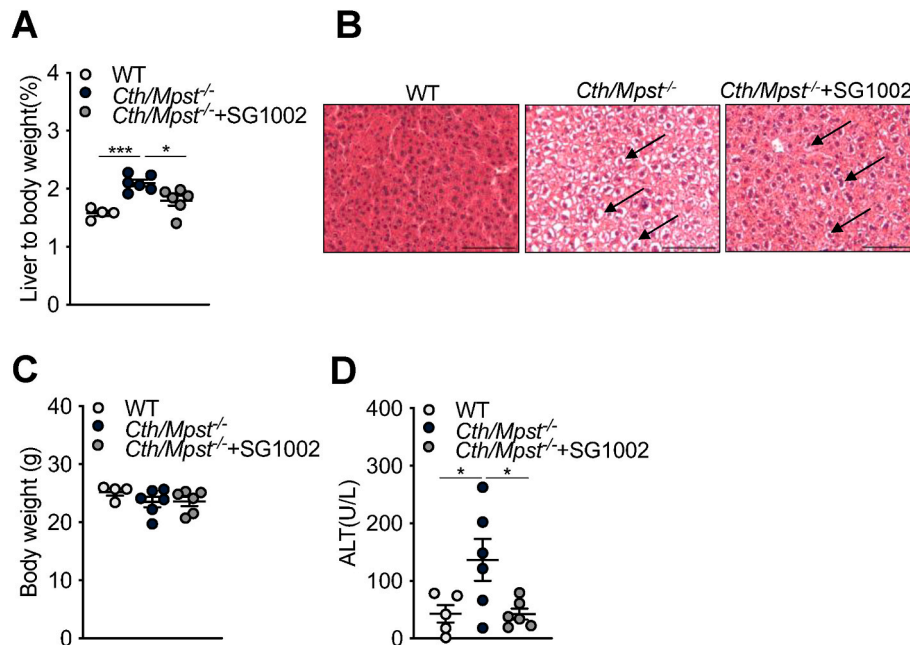 A
WT
Cth/Mpst-/-
Cth/Mpst-/-+SG1002
Liver to body weight(%)
4
3
2
1
0
***
*
B
WT
Cth/Mpst-/-
Cth/Mpst-/-+SG1002
C
WT
Cth/Mpst-/-
Cth/Mpst-/-+SG1002
Body weight (g)
40
30
20
10
0
D
WT
Cth/Mpst-/-
Cth/Mpst-/-+SG1002
ALT(U/L)
400
300
200
100
0
*
*